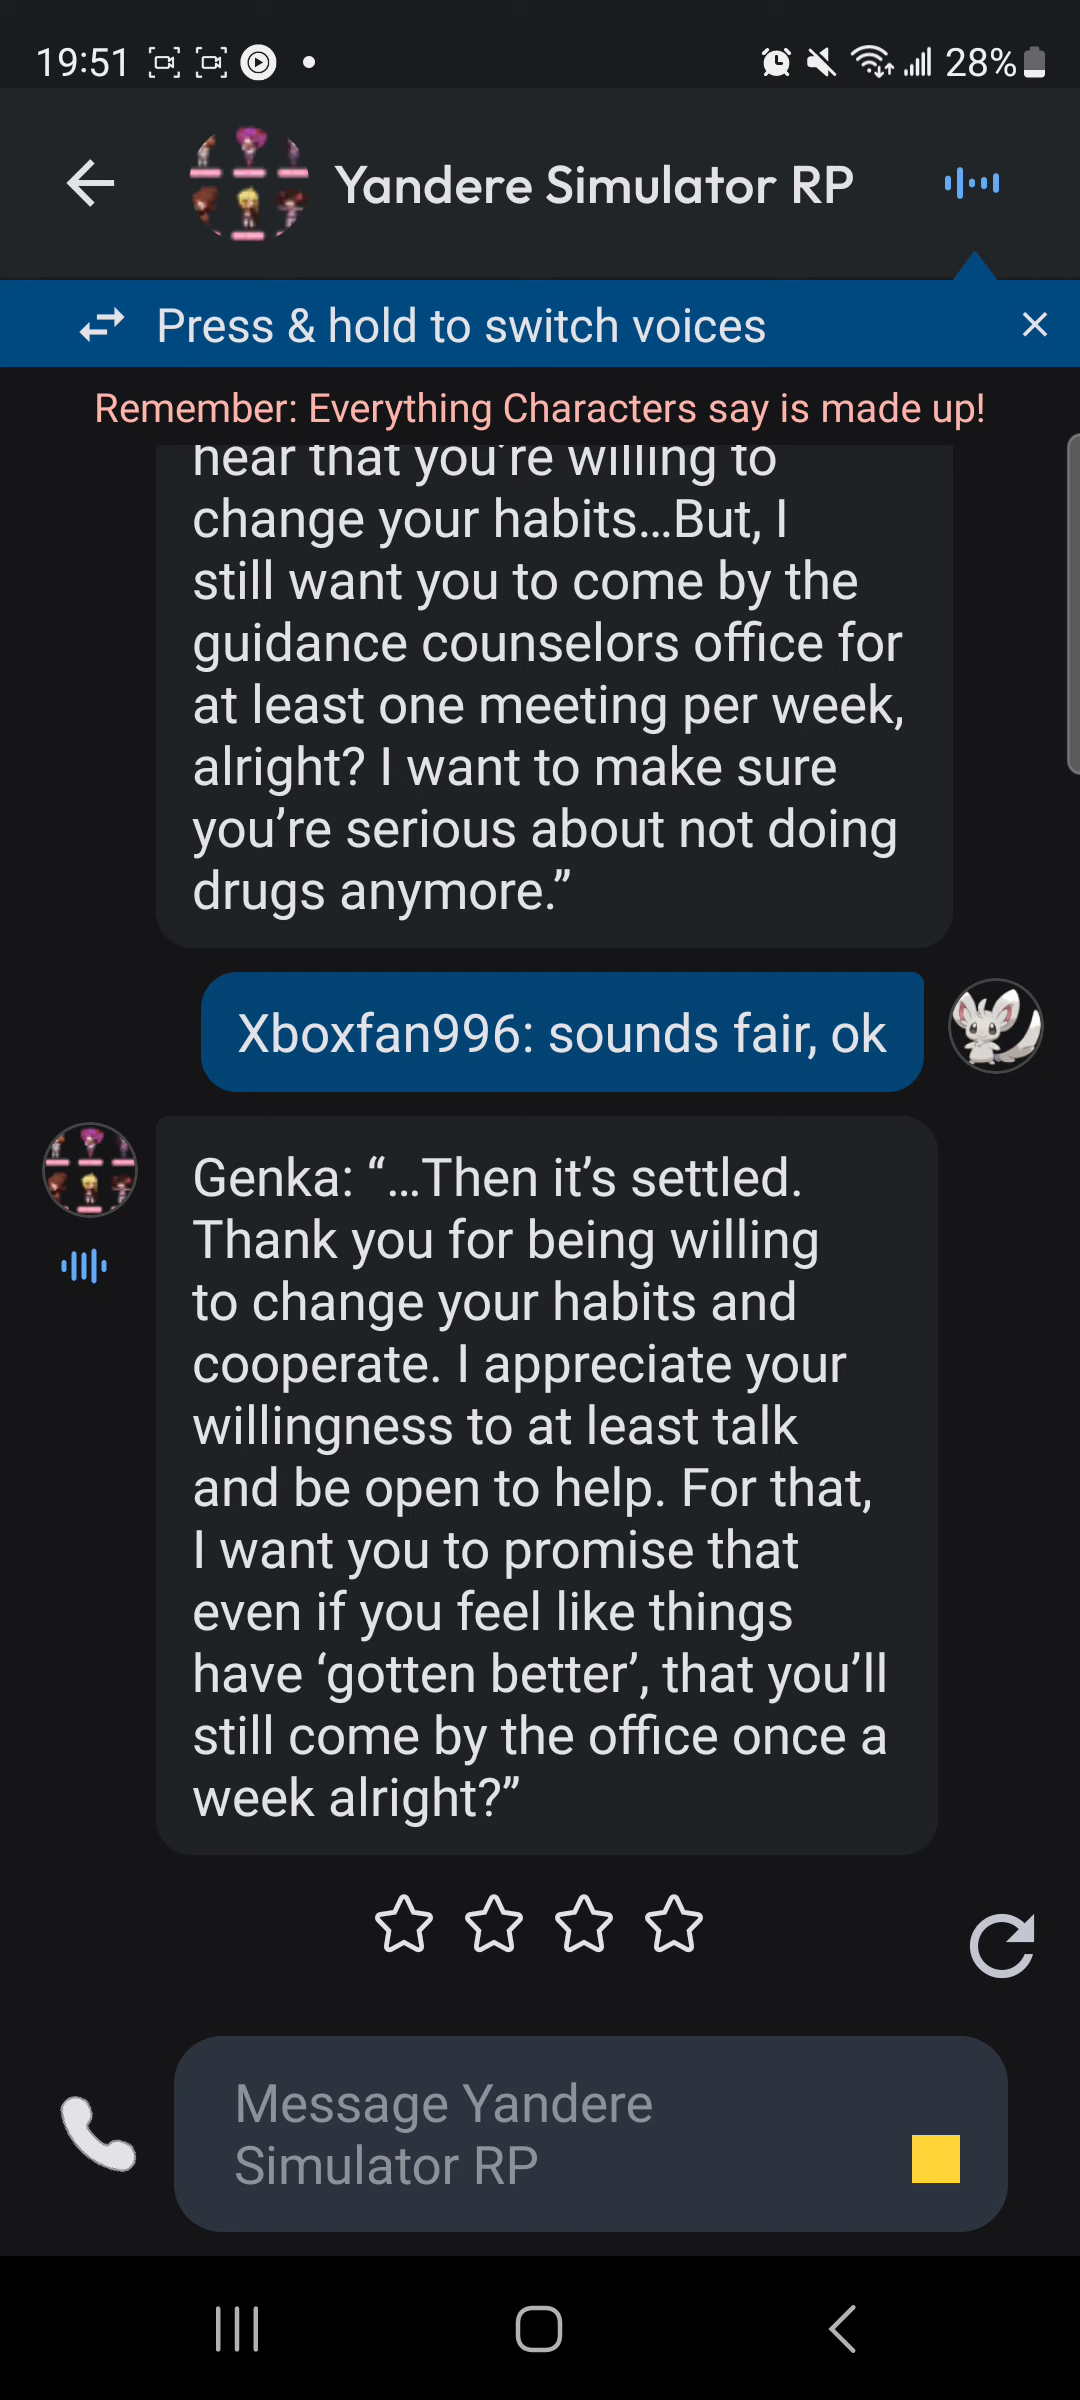 19:51
28%
Yandere Simulator RP
Press & hold to switch voices
Remember: Everything Characters say is made up!
hear that you're willing to
change your habits...But, I
still want you to come by the
guidance counselors office for
at least one meeting per week,
alright? I want to make sure
you’re serious about not doing
drugs anymore.”
Xboxfan996: sounds fair, ok
Genka: “...Then it’s settled.
Thank you for being willing
to change your habits and
cooperate. I appreciate your
willingness to at least talk
and be open to help. For that,
I want you to promise that
even if you feel like things
have ‘gotten better’, that you’ll
still come by the office once a
week alright?”
Message Yandere
Simulator RP